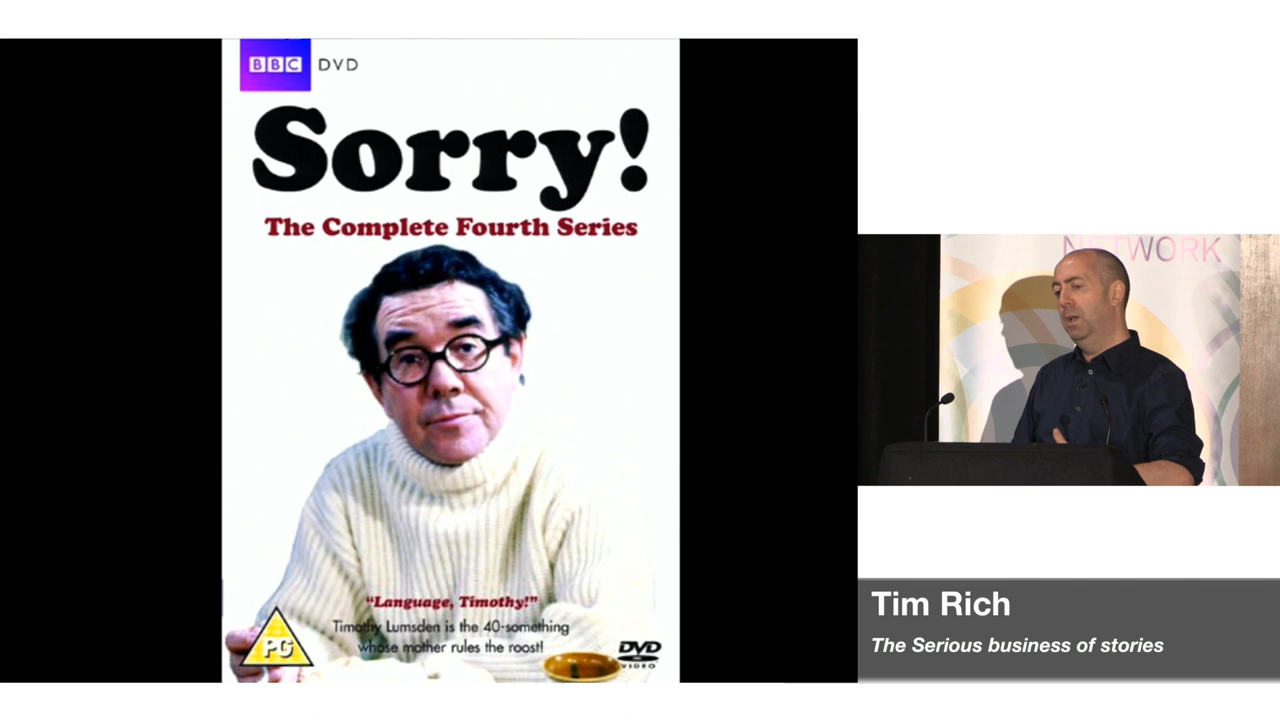 BBC DVD
Sorry!
The Complete Fourth Series
"Language, Timothy!"
Timothy Lumsden is the 40-something
whose mother rules the roost!
PG
DVD
VIDEO
NETWORK
Tim Rich
The Serious business of stories